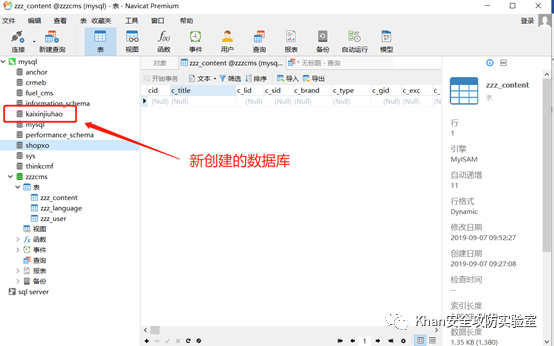 zzz_content @zzzcms (mysql) - 表 - Navicat Premium
文件 编辑 查看 表 收藏夹 工具 窗口 帮助
登录
连接 新建查询 表 视图 函数 事件 用户 查询 报表 备份 自动运行 模型
mysql
anchor
crmeb
fuel_cms
information_schema
kaixinjiuhao
mysql
performance_schema
shopxo
sys
thinkcmf
zzzcms
表
zzz_content
zzz_language
zzz_user
视图
函数
事件
查询
报表
备份
sql server
对象 zzz_content @zzzcms (mysql)... * 无标题 - 查询
开始事务 文本 筛选 排序 导入 导出
cid c_title c_lid c_sid c_brand c_type c_gid c_exc c_
(Null) (Null) (Null) (Null) (Null) (Null) (Null) (Null) (
新创建的数据库
1
zzz_content
表
行
1
引擎
MyISAM
自动递增
11
行格式
Dynamic
修改日期
2019-09-07 09:52:27
创建日期
2019-09-07 09:27:08
检查时间
--
索引长度
数据长度
1.35 KB (1,380)
Khan安全攻防实验室